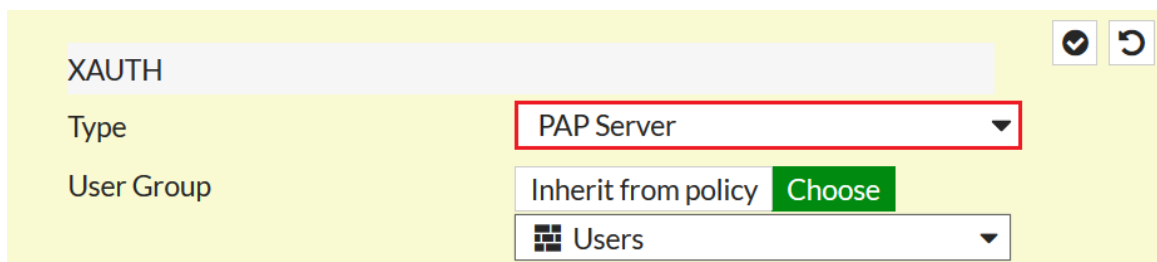 XAUTH
Type PAP Server
User Group Inherit from policy Choose
Users